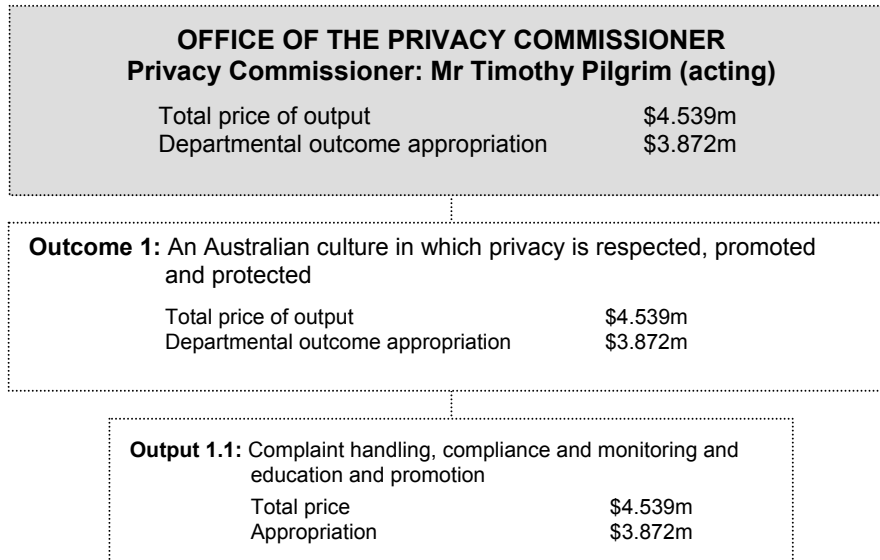 OFFICE OF THE PRIVACY COMMISSIONER
Privacy Commissioner: Mr Timothy Pilgrim (acting)
Total price of output $4.539m
Departmental outcome appropriation $3.872m
Outcome 1: An Australian culture in which privacy is respected, promoted
and protected
Total price of output $4.539m
Departmental outcome appropriation $3.872m
Output 1.1: Complaint handling, compliance and monitoring and
education and promotion
Total price $4.539m
Appropriation $3.872m